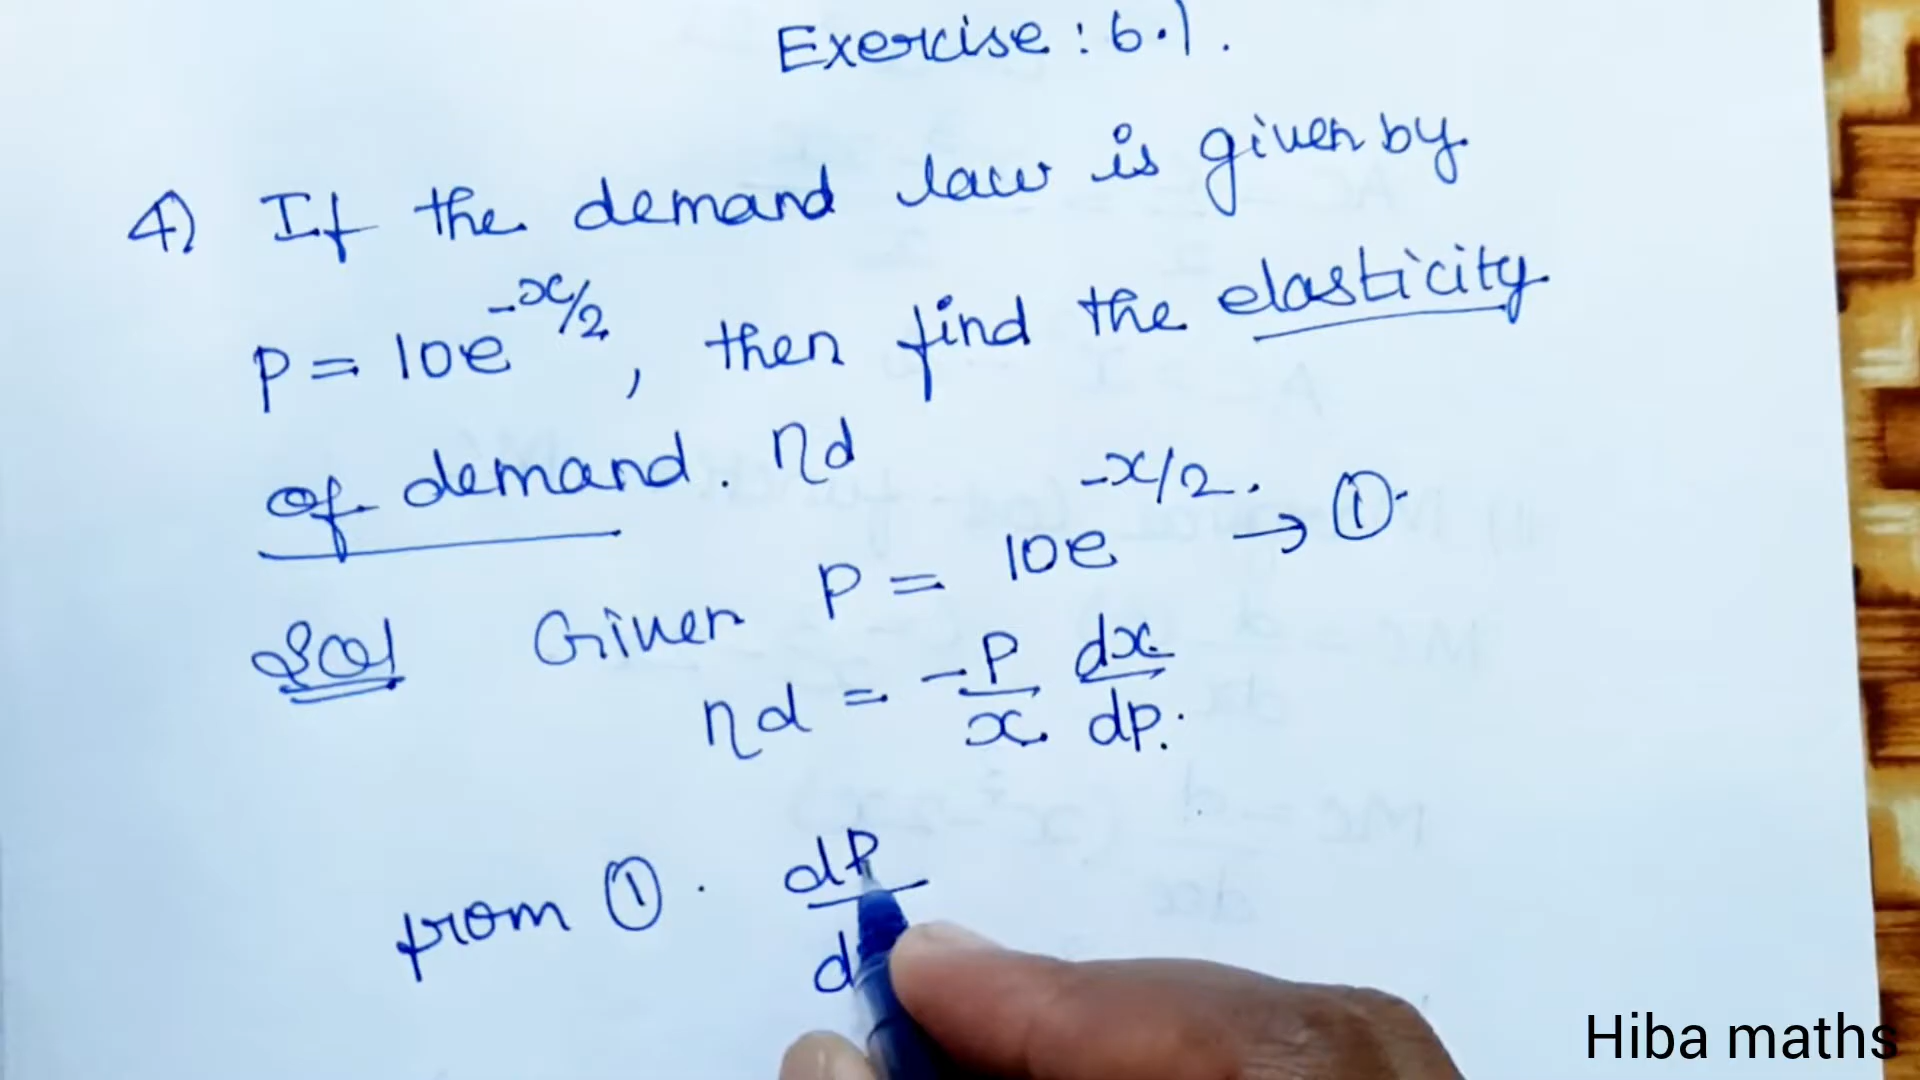 Exercise : 6.1.
4) If the demand law is given by
p = 10e^{-x/2}, then find the elasticity
of demand. ηd
Sol Given p = 10e^{-x/2}. → ①.
ηd = -p/x. dx/dp.
from ①. dP/d
Hiba maths